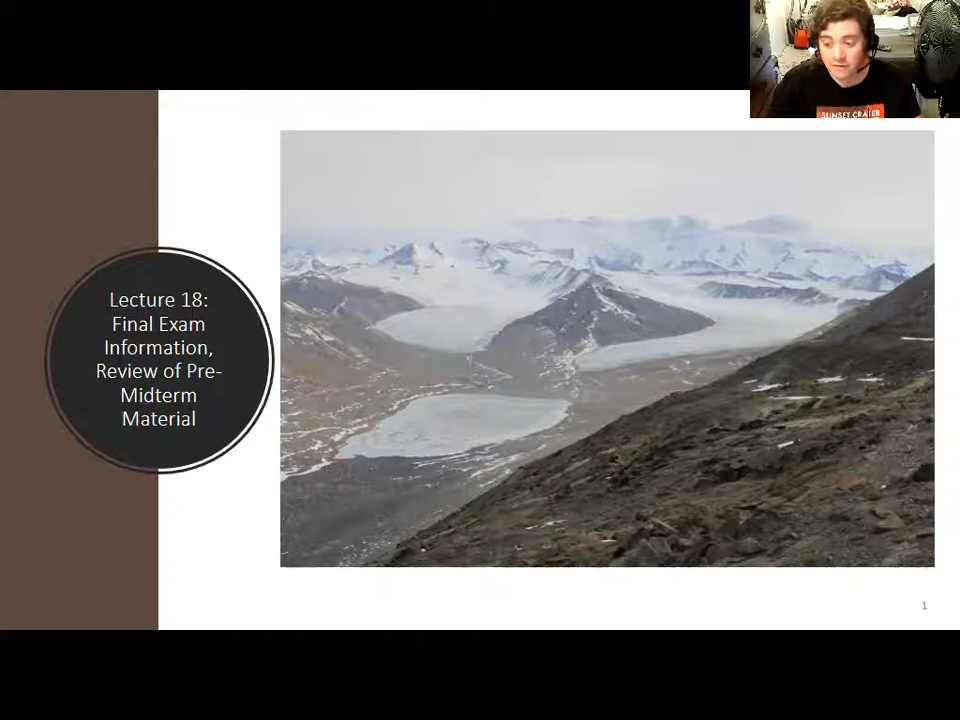 SUNSET CRATER
Lecture 18:
Final Exam
Information,
Review of Pre-
Midterm
Material
1